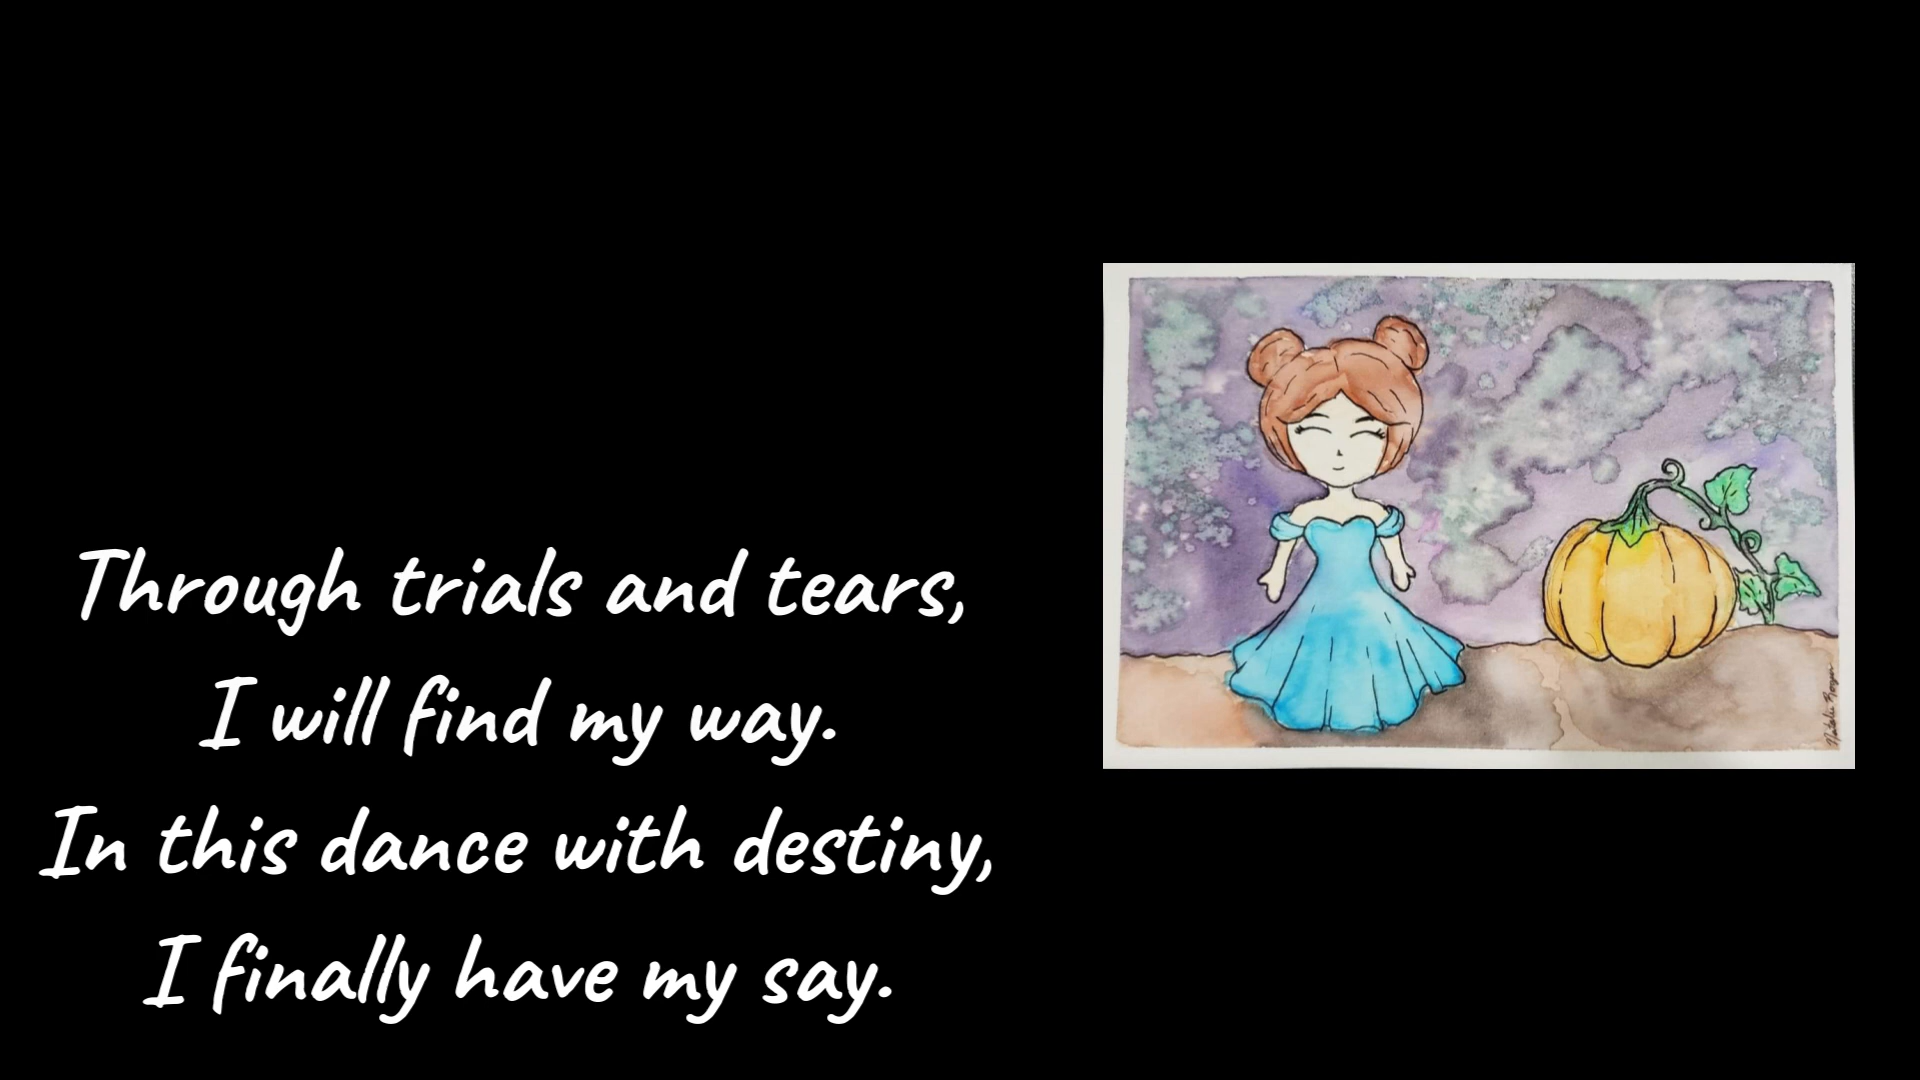 Through trials and tears,
I will find my way.
In this dance with destiny,
I finally have my say.